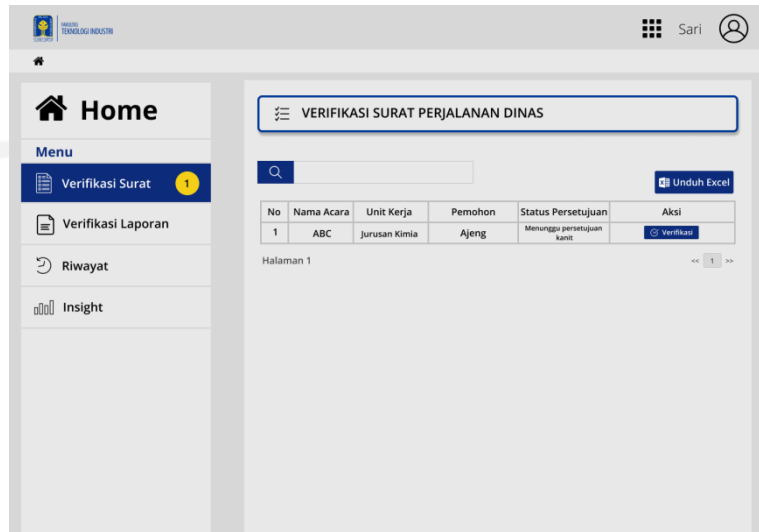 FAKULTAS
TEKNOLOGI INDUSTRI
Sari
Home
Menu
Verifikasi Surat 1
Verifikasi Laporan
Riwayat
Insight
VERIFIKASI SURAT PERJALANAN DINAS
Unduh Excel
No Nama Acara Unit Kerja Pemohon Status Persetujuan Aksi
1 ABC Jurusan Kimia Ajeng Menunggu persetujuan kanit Verifikasi
Halaman 1 << 1 >>